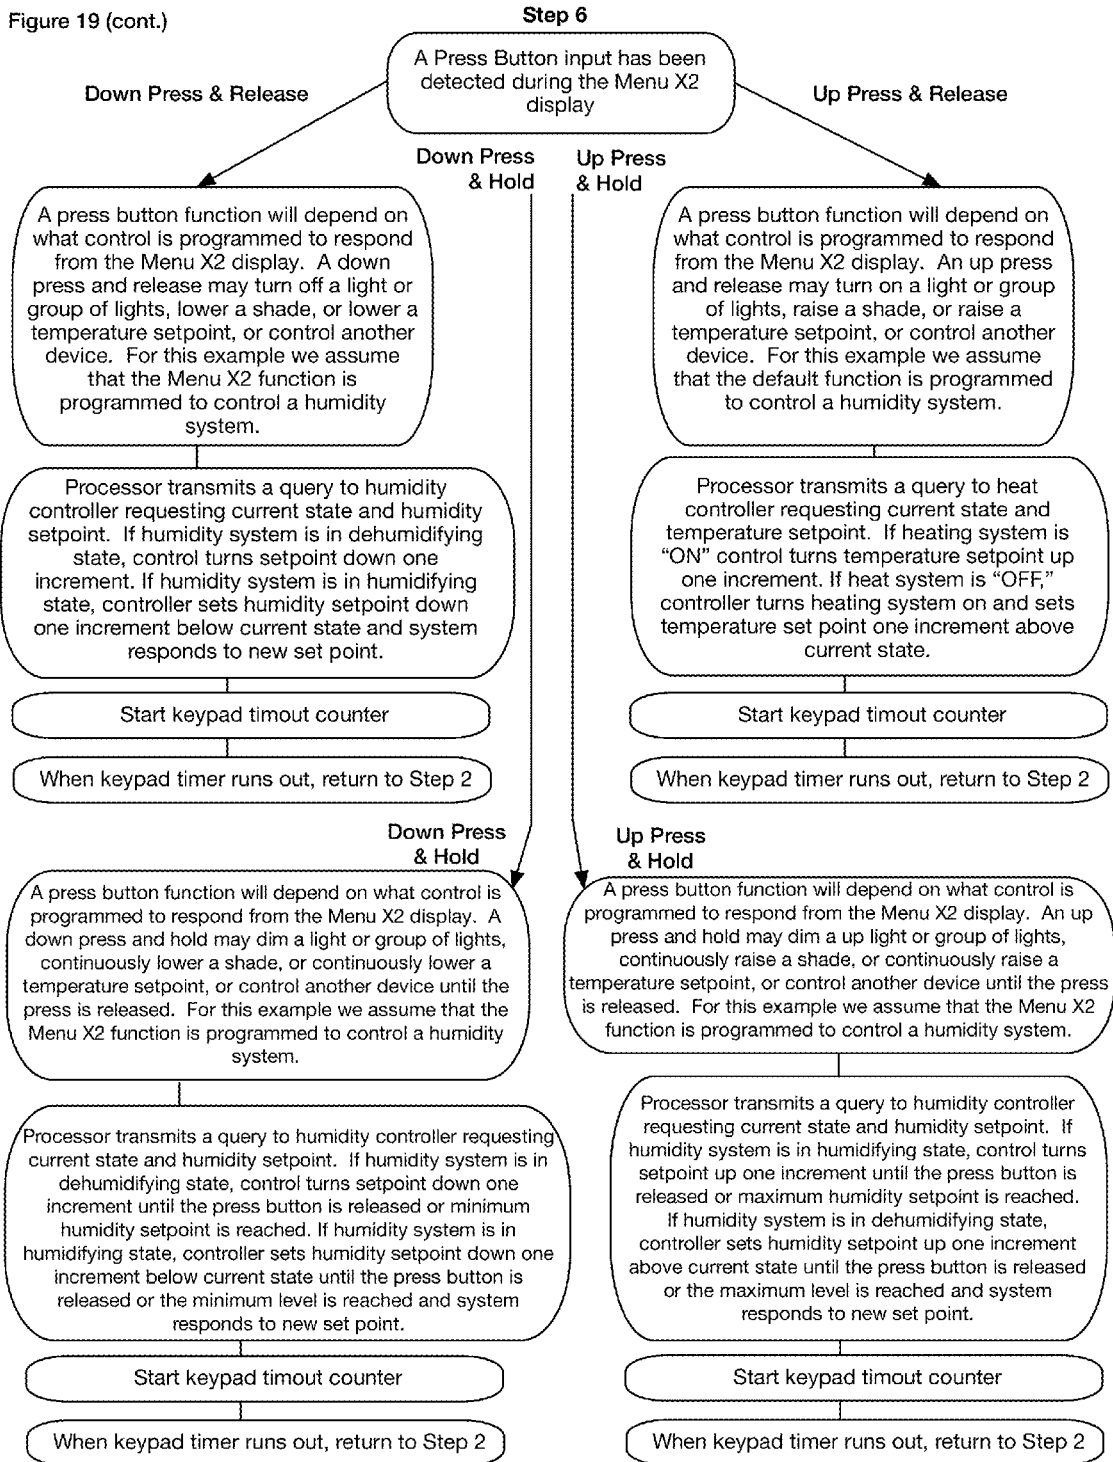 Figure 19 (cont.)
Step 6
A Press Button input has been
detected during the Menu X2
display
Down Press & Release
Up Press & Release
Down Press
& Hold
Up Press
& Hold
A press button function will depend on
what control is programmed to respond
from the Menu X2 display. A down
press and release may turn off a light or
group of lights, lower a shade, or lower a
temperature setpoint, or control another
device. For this example we assume
that the Menu X2 function is
programmed to control a humidity
system.
A press button function will depend on
what control is programmed to respond
from the Menu X2 display. An up press
and release may turn on a light or group
of lights, raise a shade, or raise a
temperature setpoint, or control another
device. For this example we assume
that the default function is programmed
to control a humidity system.
Processor transmits a query to humidity
controller requesting current state and humidity
setpoint. If humidity system is in dehumidifying
state, control turns setpoint down one
increment. If humidity system is in humidifying
state, controller sets humidity setpoint down
one increment below current state and system
responds to new set point.
Processor transmits a query to heat
controller requesting current state and
temperature setpoint. If heating system is
“ON” control turns temperature setpoint up
one increment. If heat system is “OFF,”
controller turns heating system on and sets
temperature set point one increment above
current state.
Start keypad timout counter
Start keypad timout counter
When keypad timer runs out, return to Step 2
When keypad timer runs out, return to Step 2
Down Press
& Hold
Up Press
& Hold
A press button function will depend on what control is
programmed to respond from the Menu X2 display. A
down press and hold may dim a light or group of lights,
continuously lower a shade, or continuously lower a
temperature setpoint, or control another device until the
press is released. For this example we assume that the
Menu X2 function is programmed to control a humidity
system.
A press button function will depend on what control is
programmed to respond from the Menu X2 display. An up
press and hold may dim a up light or group of lights,
continuously raise a shade, or continuously raise a
temperature setpoint, or control another device until the press
is released. For this example we assume that the Menu X2
function is programmed to control a humidity system.
Processor transmits a query to humidity controller requesting
current state and humidity setpoint. If humidity system is in
dehumidifying state, control turns setpoint down one
increment until the press button is released or minimum
humidity setpoint is reached. If humidity system is in
humidifying state, controller sets humidity setpoint down one
increment below current state until the press button is
released or the minimum level is reached and system
responds to new set point.
Processor transmits a query to humidity controller
requesting current state and humidity setpoint. If
humidity system is in humidifying state, control turns
setpoint up one increment until the press button is
released or maximum humidity setpoint is reached.
If humidity system is in dehumidifying state,
controller sets humidity setpoint up one increment
above current state until the press button is released
or the maximum level is reached and system
responds to new set point.
Start keypad timout counter
Start keypad timout counter
When keypad timer runs out, return to Step 2
When keypad timer runs out, return to Step 2